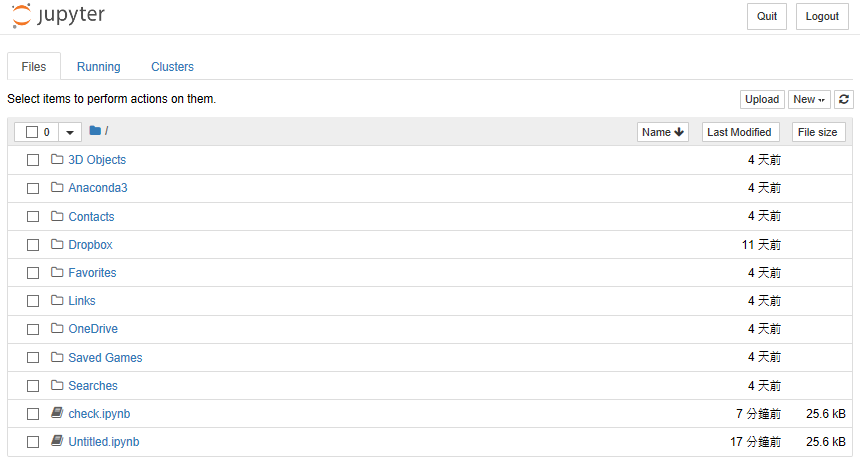 jupyter Quit Logout
Files Running Clusters
Select items to perform actions on them. Upload New
0 / Name Last Modified File size
3D Objects 4 天前
Anaconda3 4 天前
Contacts 4 天前
Dropbox 11 天前
Favorites 4 天前
Links 4 天前
OneDrive 4 天前
Saved Games 4 天前
Searches 4 天前
check.ipynb 7 分鐘前 25.6 kB
Untitled.ipynb 17 分鐘前 25.6 kB